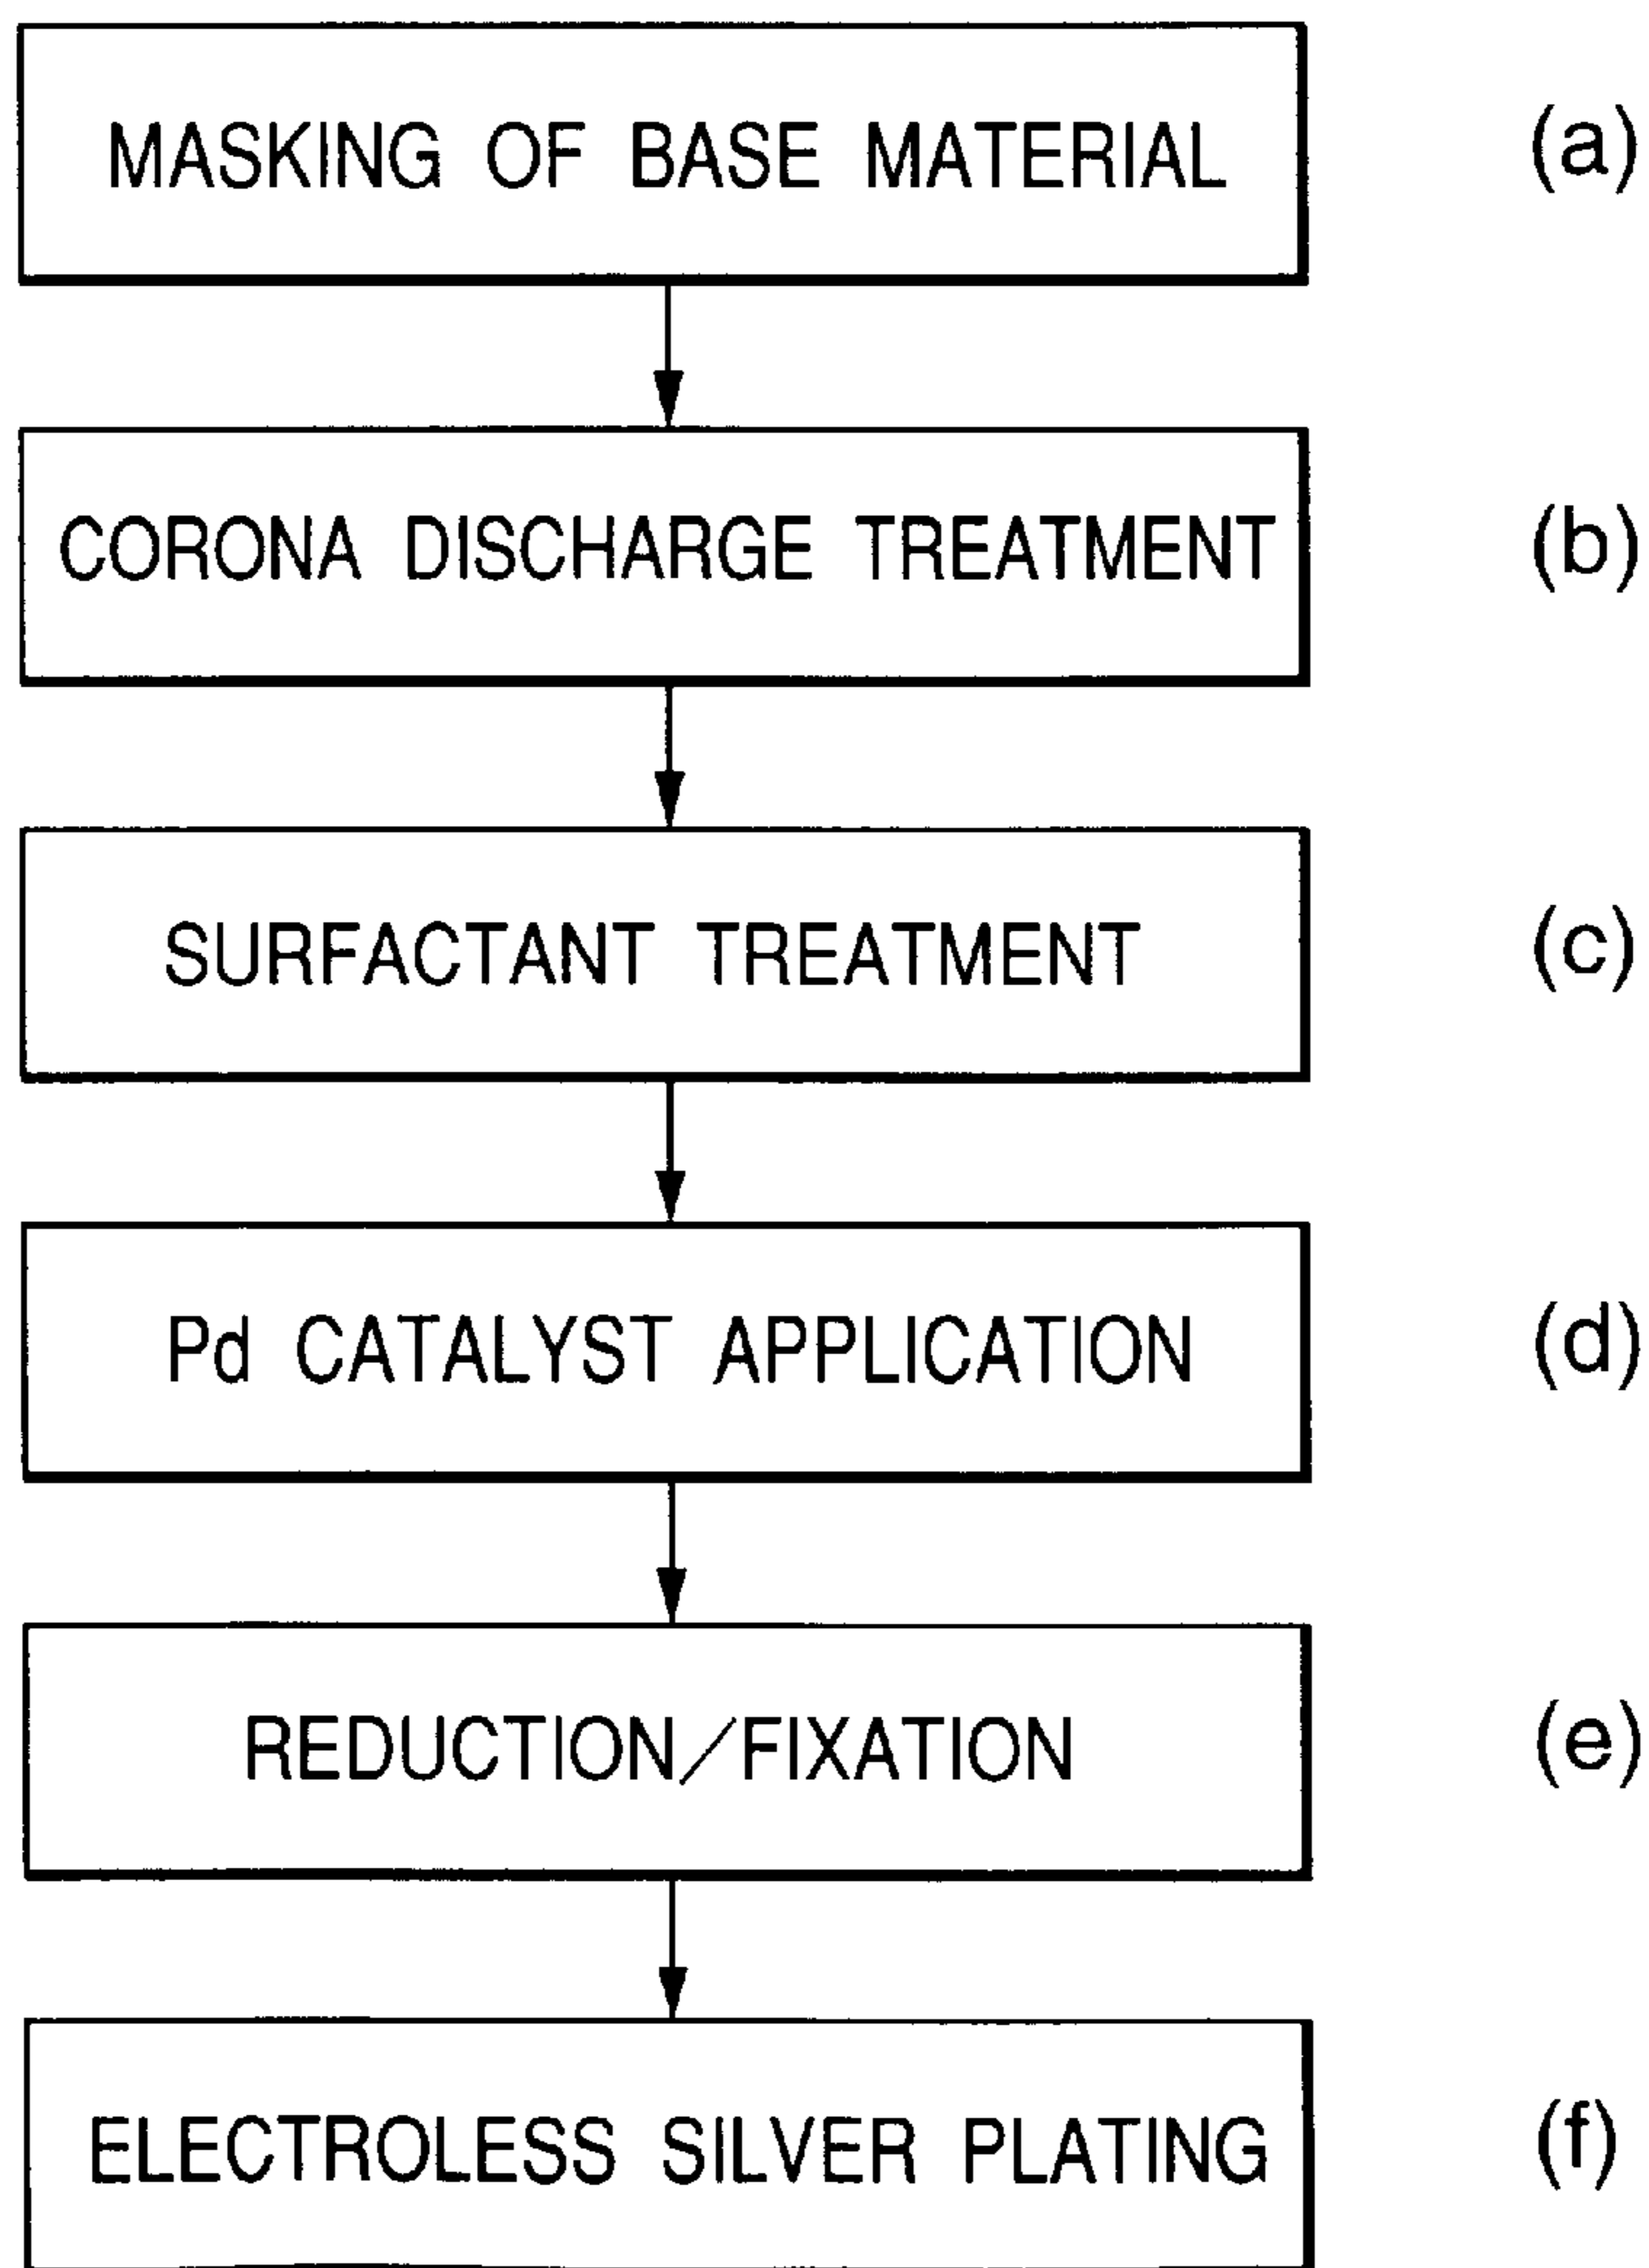 MASKING OF BASE MATERIAL (a)
CORONA DISCHARGE TREATMENT (b)
SURFACTANT TREATMENT (c)
Pd CATALYST APPLICATION (d)
REDUCTION/FIXATION (e)
ELECTROLESS SILVER PLATING (f)